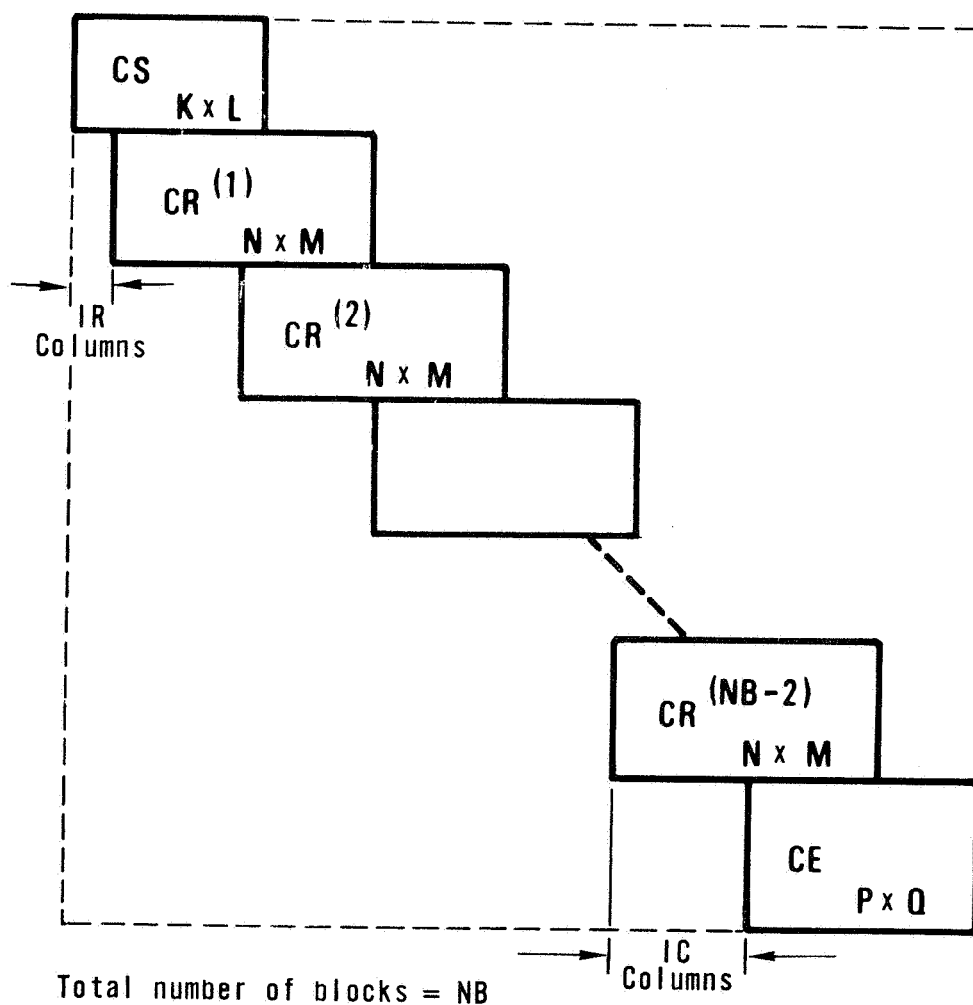 CS
K x L
CR (1)
N x M
IR
Columns
CR (2)
N x M
CR (NB-2)
N x M
CE
P x Q
IC
Columns
Total number of blocks = NB